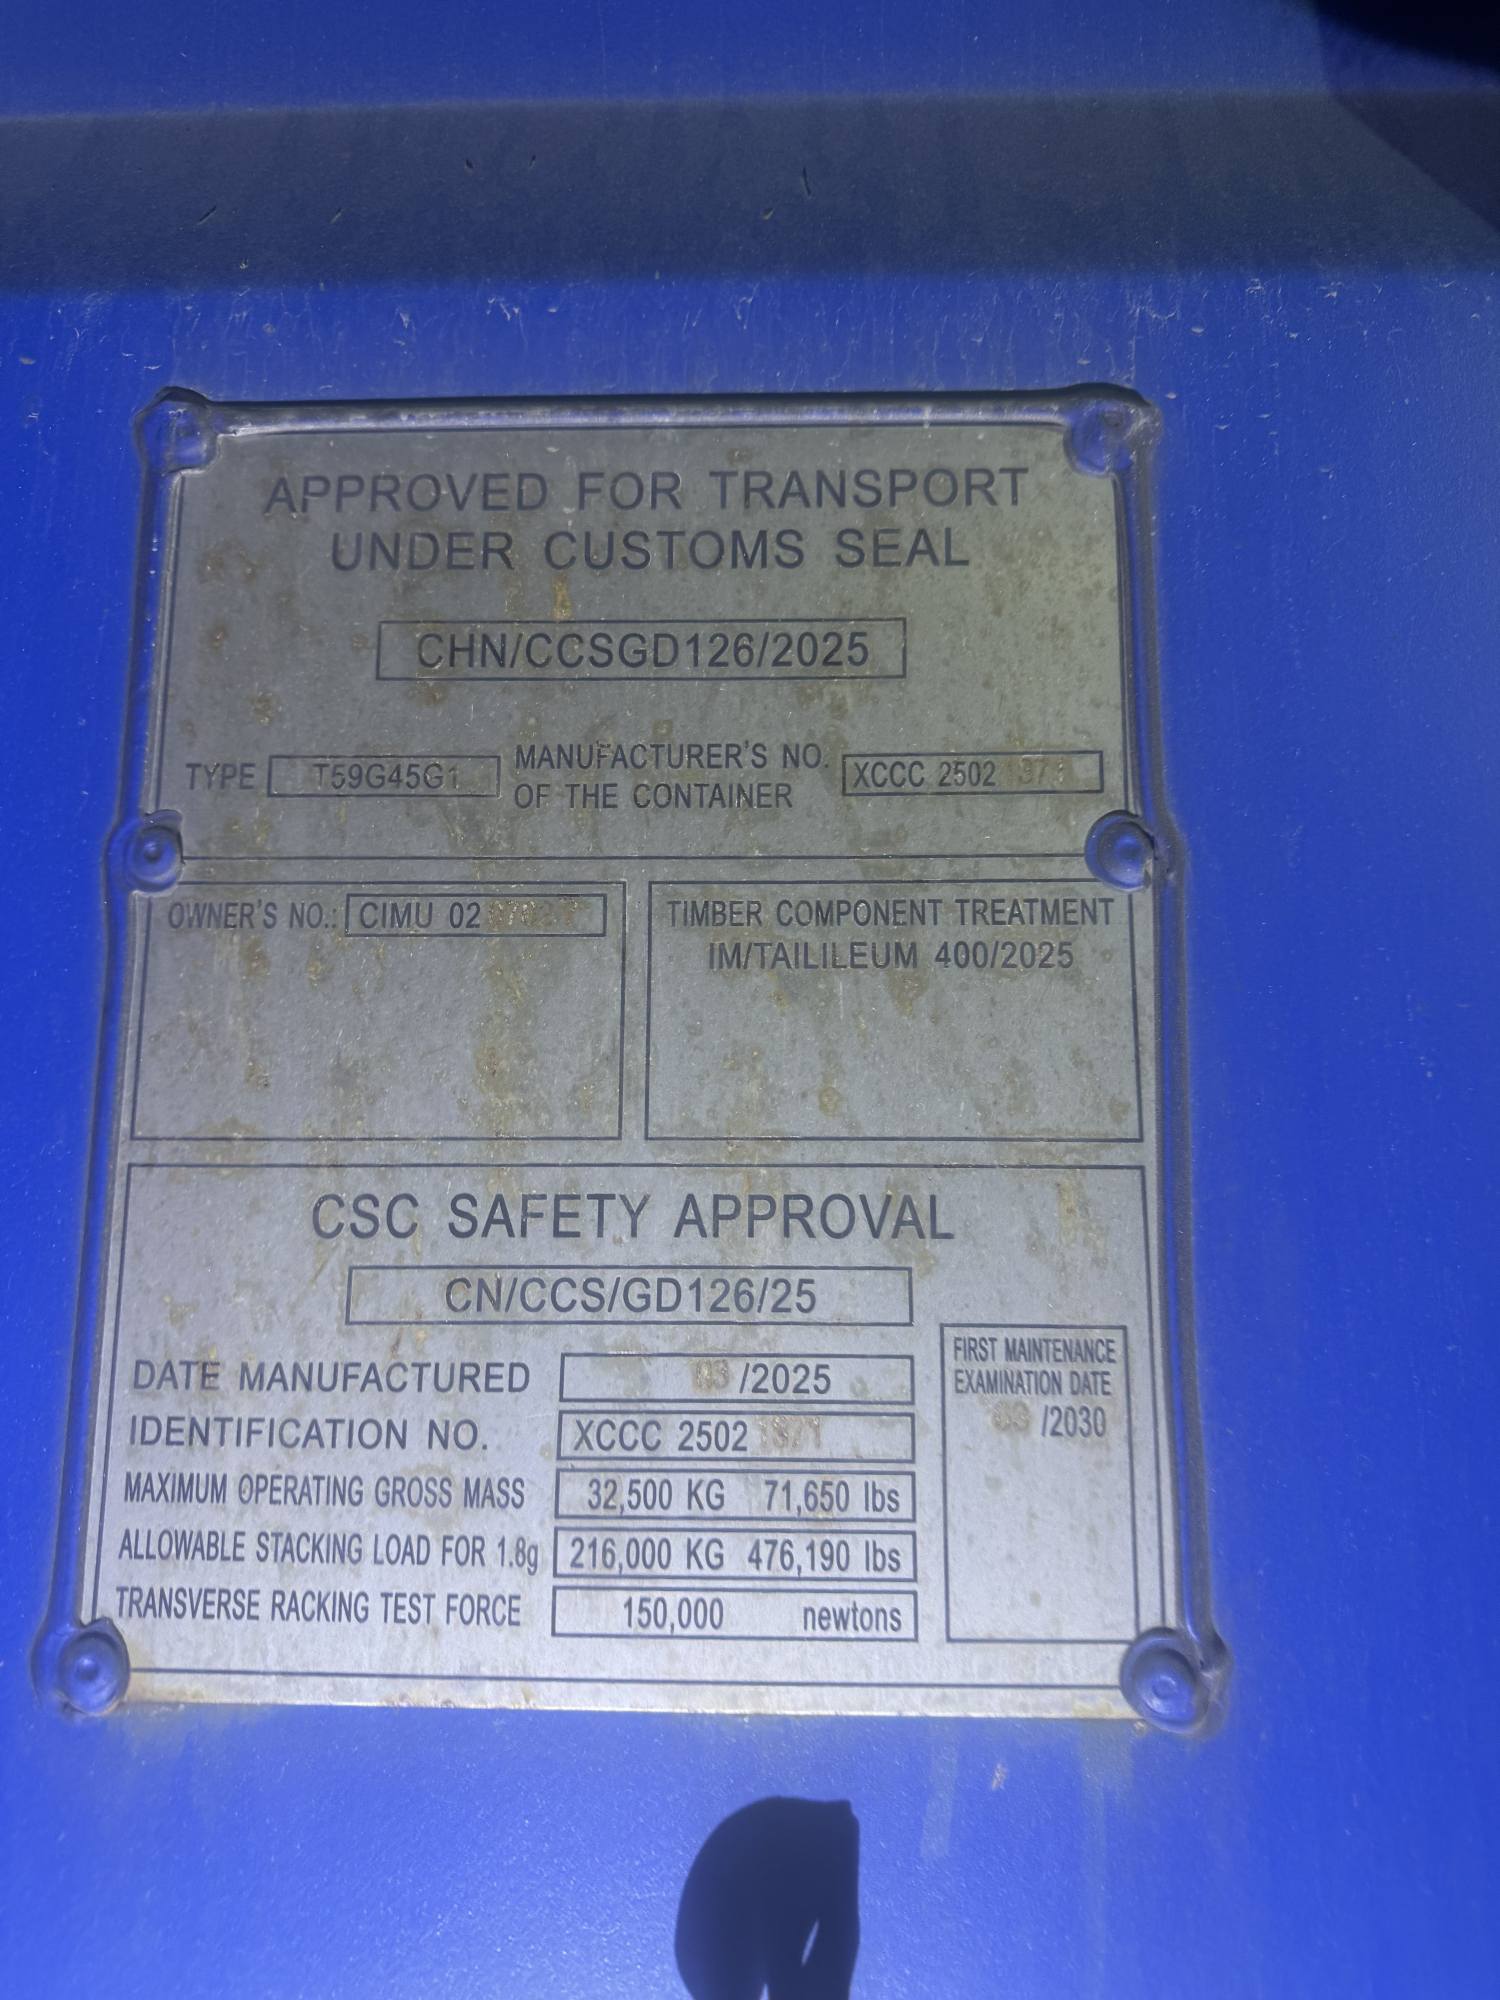 APPROVED FOR TRANSPORT
UNDER CUSTOMS SEAL
CHN/CCSGD126/2025
TYPE T59G45G1 MANUFACTURER'S NO. OF THE CONTAINER XCCC 2502
OWNER'S NO.: CIMU 02
TIMBER COMPONENT TREATMENT
IM/TAILILEUM 400/2025
CSC SAFETY APPROVAL
CN/CCS/GD126/25
DATE MANUFACTURED 03 /2025
IDENTIFICATION NO. XCCC 2502 1371
MAXIMUM OPERATING GROSS MASS 32,500 KG 71,650 lbs
ALLOWABLE STACKING LOAD FOR 1.8g 216,000 KG 476,190 lbs
TRANSVERSE RACKING TEST FORCE 150,000 newtons
FIRST MAINTENANCE
EXAMINATION DATE
03 /2030